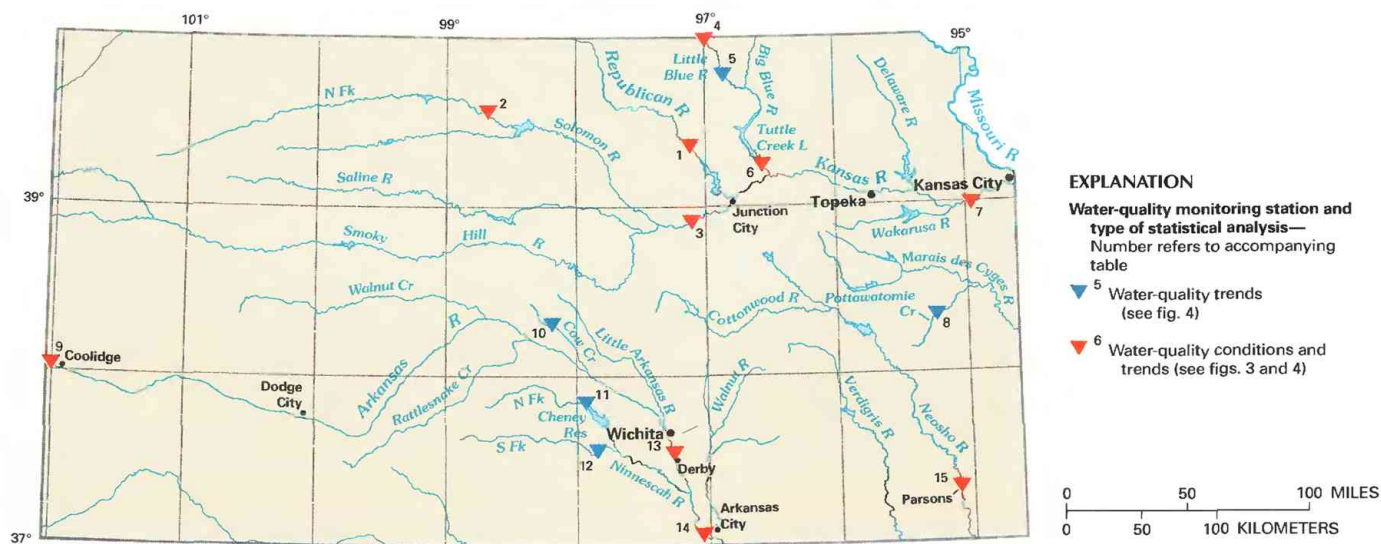 101°
99°
97°
95°
4
5
Little
Blue R
Big Blue R
Delaware R
Missouri R
N Fk
2
Republican R
Solomon R
Tuttle
Creek L
1
6
Kansas R
Kansas City
39°
Saline R
Junction
City
Topeka
7
3
Wakarusa R
Smoky
Hill
R
Marais des Cygnes R
Walnut Cr
Cottonwood R
Pottawatomie
Cr
8
10
Cow Cr
Little Arkansas R
9
Coolidge
Arkansas
R
Rattlesnake Cr
Walnut R
Dodge
City
11
N Fk
Cheney
Res
Verdigris R
Neosho R
Wichita
13
S Fk
12
Derby
Ninnescah R
15
Parsons
Arkansas
City
14
37°
EXPLANATION
Water-quality monitoring station and
type of statistical analysis—
Number refers to accompanying
table
5 Water-quality trends
(see fig. 4)
6 Water-quality conditions and
trends (see figs. 3 and 4)
0 50 100 MILES
0 50 100 KILOMETERS